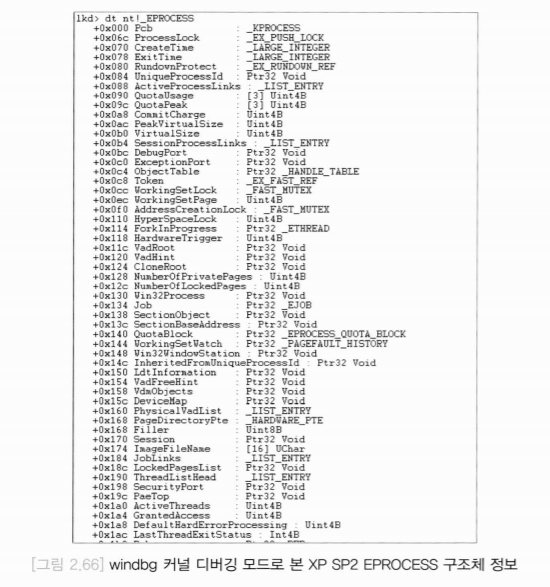 lkd> dt nt!_EPROCESS
+0x000 Pcb : _KPROCESS
+0x06c ProcessLock : _EX_PUSH_LOCK
+0x070 CreateTime : _LARGE_INTEGER
+0x078 ExitTime : _LARGE_INTEGER
+0x080 RundownProtect : _EX_RUNDOWN_REF
+0x084 UniqueProcessId : Ptr32 Void
+0x088 ActiveProcessLinks : _LIST_ENTRY
+0x090 QuotaUsage : [3] Uint4B
+0x09c QuotaPeak : [3] Uint4B
+0x0a8 CommitCharge : Uint4B
+0x0ac PeakVirtualSize : Uint4B
+0x0b0 VirtualSize : Uint4B
+0x0b4 SessionProcessLinks : _LIST_ENTRY
+0x0bc DebugPort : Ptr32 Void
+0x0c0 ExceptionPort : Ptr32 Void
+0x0c4 ObjectTable : Ptr32 _HANDLE_TABLE
+0x0c8 Token : _EX_FAST_REF
+0x0cc WorkingSetLock : _FAST_MUTEX
+0x0ec WorkingSetPage : Uint4B
+0x0f0 AddressCreationLock : _FAST_MUTEX
+0x110 HyperSpaceLock : Uint4B
+0x114 ForkInProgress : Ptr32 _ETHREAD
+0x118 HardwareTrigger : Uint4B
+0x11c VadRoot : Ptr32 Void
+0x120 VadHint : Ptr32 Void
+0x124 CloneRoot : Ptr32 Void
+0x128 NumberOfPrivatePages : Uint4B
+0x12c NumberOfLockedPages : Uint4B
+0x130 Win32Process : Ptr32 Void
+0x134 Job : Ptr32 _EJOB
+0x138 SectionObject : Ptr32 Void
+0x13c SectionBaseAddress : Ptr32 Void
+0x140 QuotaBlock : Ptr32 _EPROCESS_QUOTA_BLOCK
+0x144 WorkingSetWatch : Ptr32 _PAGEFAULT_HISTORY
+0x148 Win32WindowStation : Ptr32 Void
+0x14c InheritedFromUniqueProcessId : Ptr32 Void
+0x150 LdtInformation : Ptr32 Void
+0x154 VadFreeHint : Ptr32 Void
+0x158 VdmObjects : Ptr32 Void
+0x15c DeviceMap : Ptr32 Void
+0x160 PhysicalVadList : _LIST_ENTRY
+0x168 PageDirectoryPte : _HARDWARE_PTE
+0x168 Filler : Uint8B
+0x170 Session : Ptr32 Void
+0x174 ImageFileName : [16] UChar
+0x184 JobLinks : _LIST_ENTRY
+0x18c LockedPagesList : Ptr32 Void
+0x190 ThreadListHead : _LIST_ENTRY
+0x198 SecurityPort : Ptr32 Void
+0x19c PaeTop : Ptr32 Void
+0x1a0 ActiveThreads : Uint4B
+0x1a4 GrantedAccess : Uint4B
+0x1a8 DefaultHardErrorProcessing : Uint4B
+0x1ac LastThreadExitStatus : Int4B
[그림 2.66] windbg 커널 디버깅 모드로 본 XP SP2 EPROCESS 구조체 정보